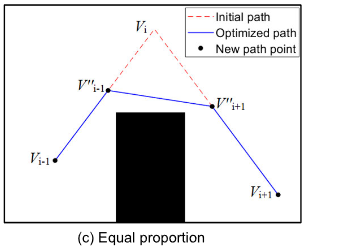 Initial path
Optimized path
New path point
Vi
V''i-1
V''i+1
Vi-1
Vi+1
(c) Equal proportion